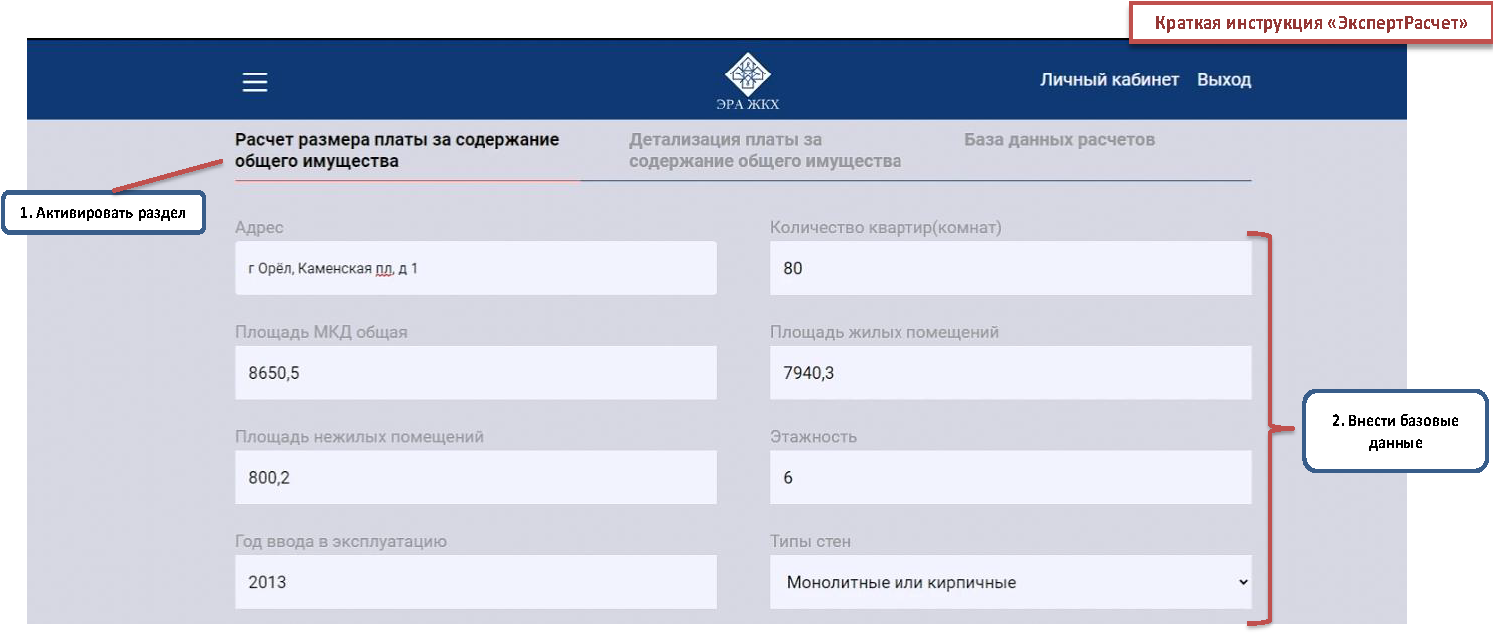 Краткая инструкция «ЭкспертРасчет»
ЭРА ЖКХ
Личный кабинет Выход
Расчет размера платы за содержание
общего имущества
Детализация платы за
содержание общего имущества
База данных расчетов
1. Активировать раздел
Адрес
г Орёл, Каменская пл, д 1
Количество квартир(комнат)
80
Площадь МКД общая
8650,5
Площадь жилых помещений
7940,3
Площадь нежилых помещений
800,2
Этажность
6
2. Внести базовые
данные
Год ввода в эксплуатацию
2013
Типы стен
Монолитные или кирпичные